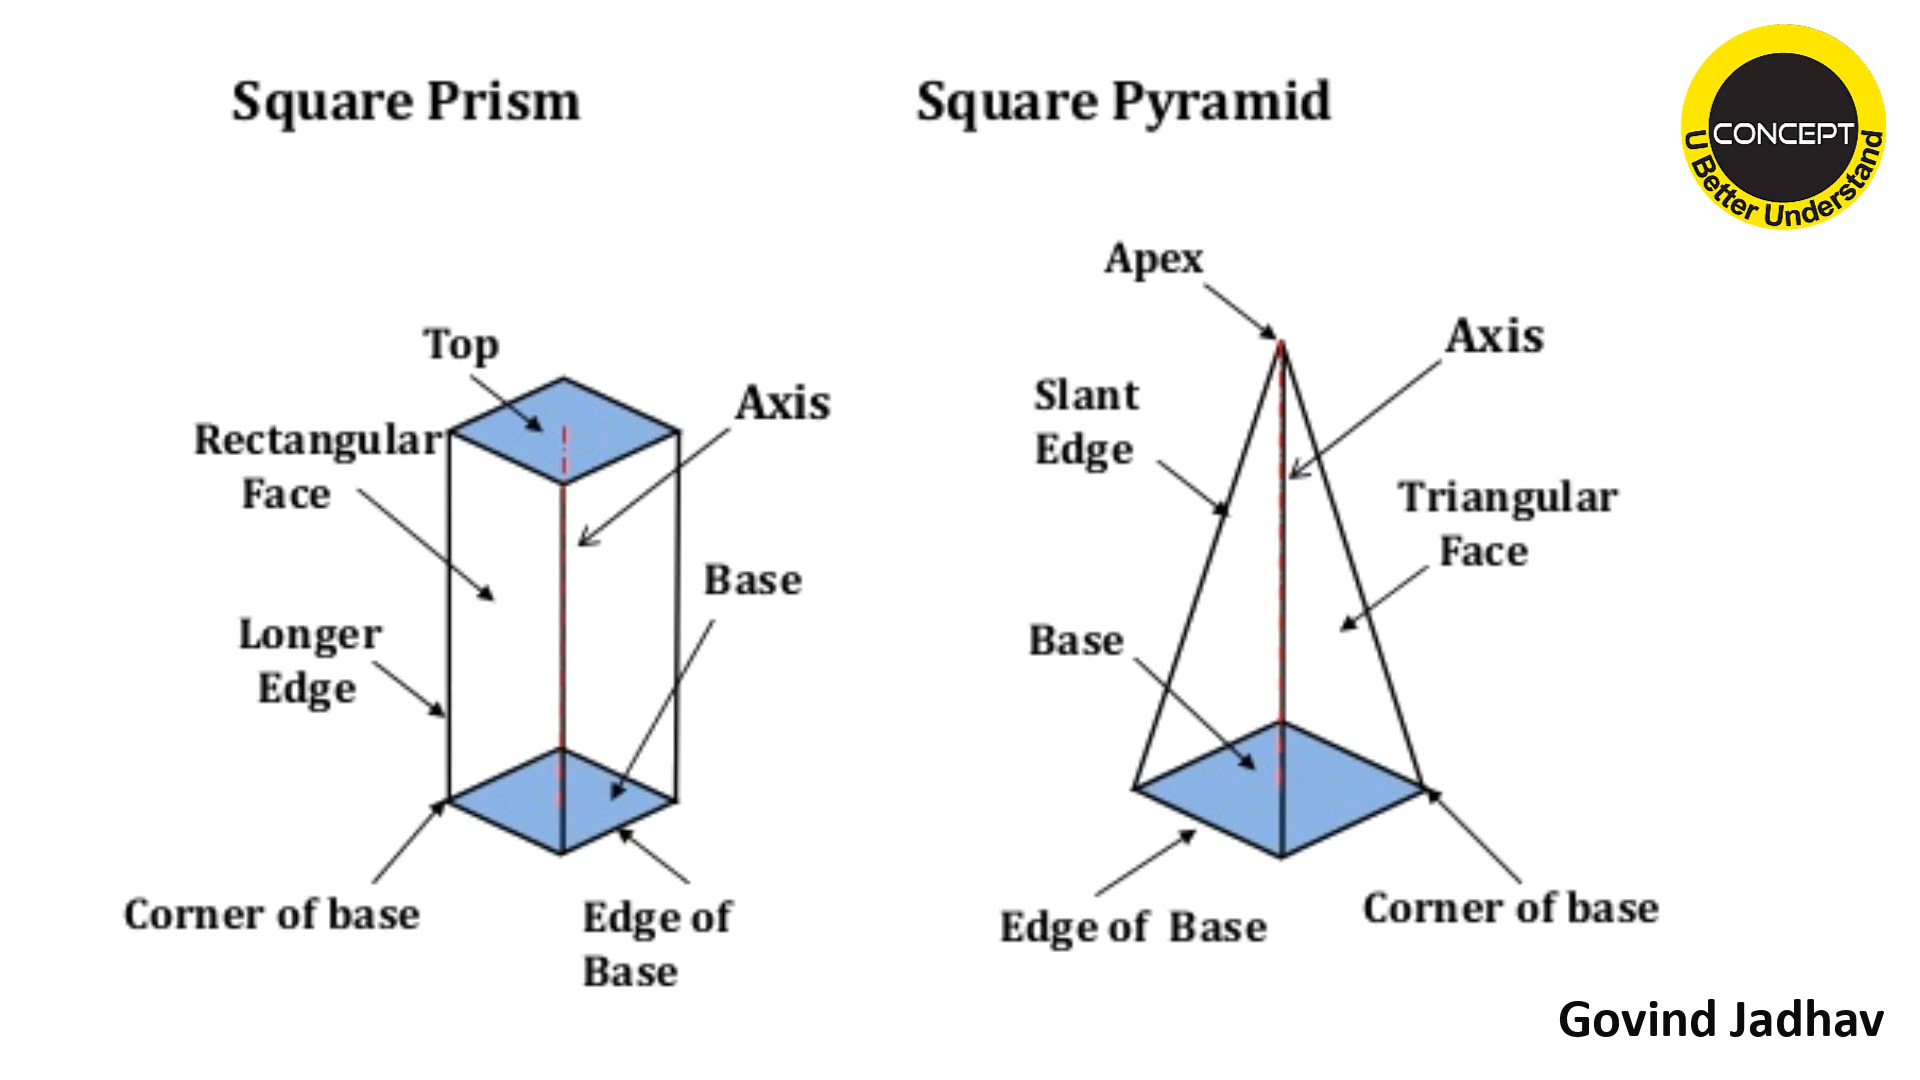 Square Prism
Square Pyramid
CONCEPT
U Better Understand
Top
Axis
Rectangular
Face
Longer
Edge
Base
Corner of base
Edge of
Base
Apex
Axis
Slant
Edge
Triangular
Face
Base
Edge of Base
Corner of base
Govind Jadhav